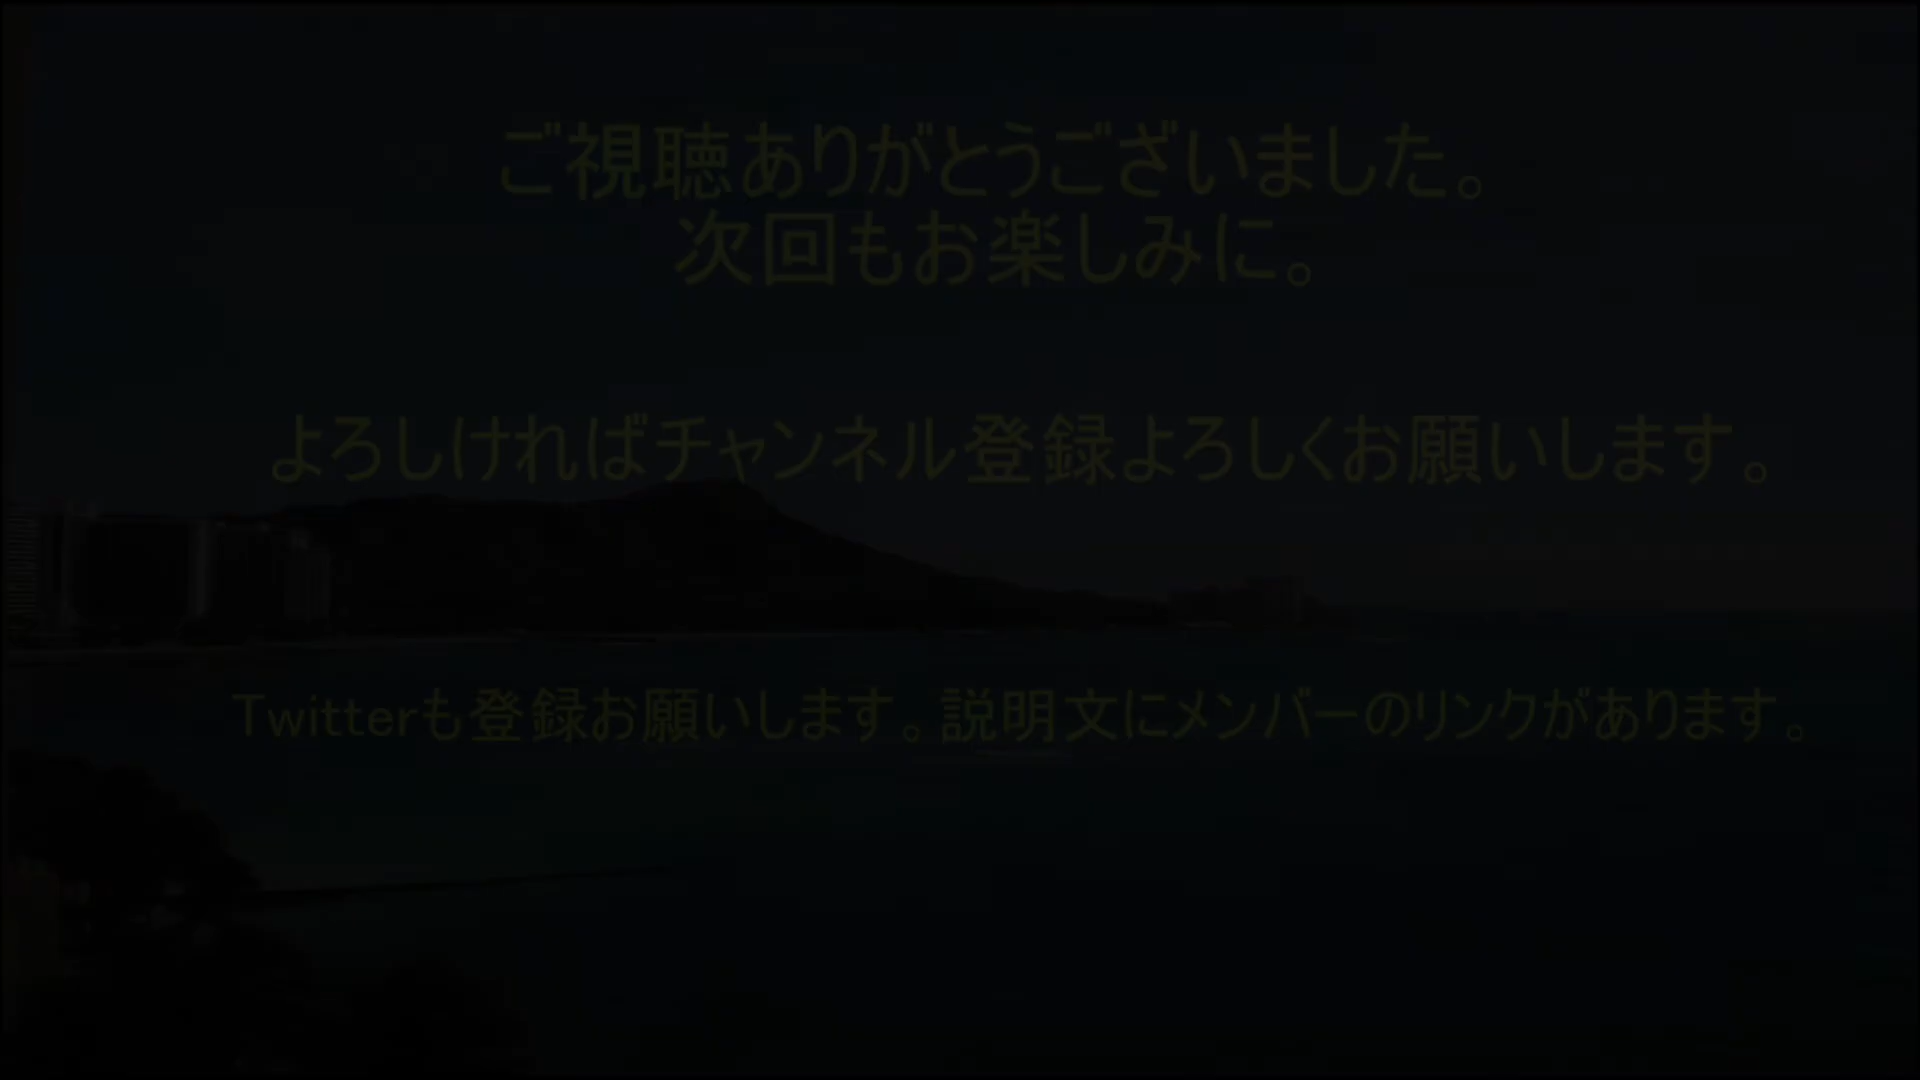 ご視聴ありがとうございました。
次回もお楽しみに。
よろしければチャンネル登録よろしくお願いします。
Twitterも登録お願いします。説明文にメンバーのリンクがあります。